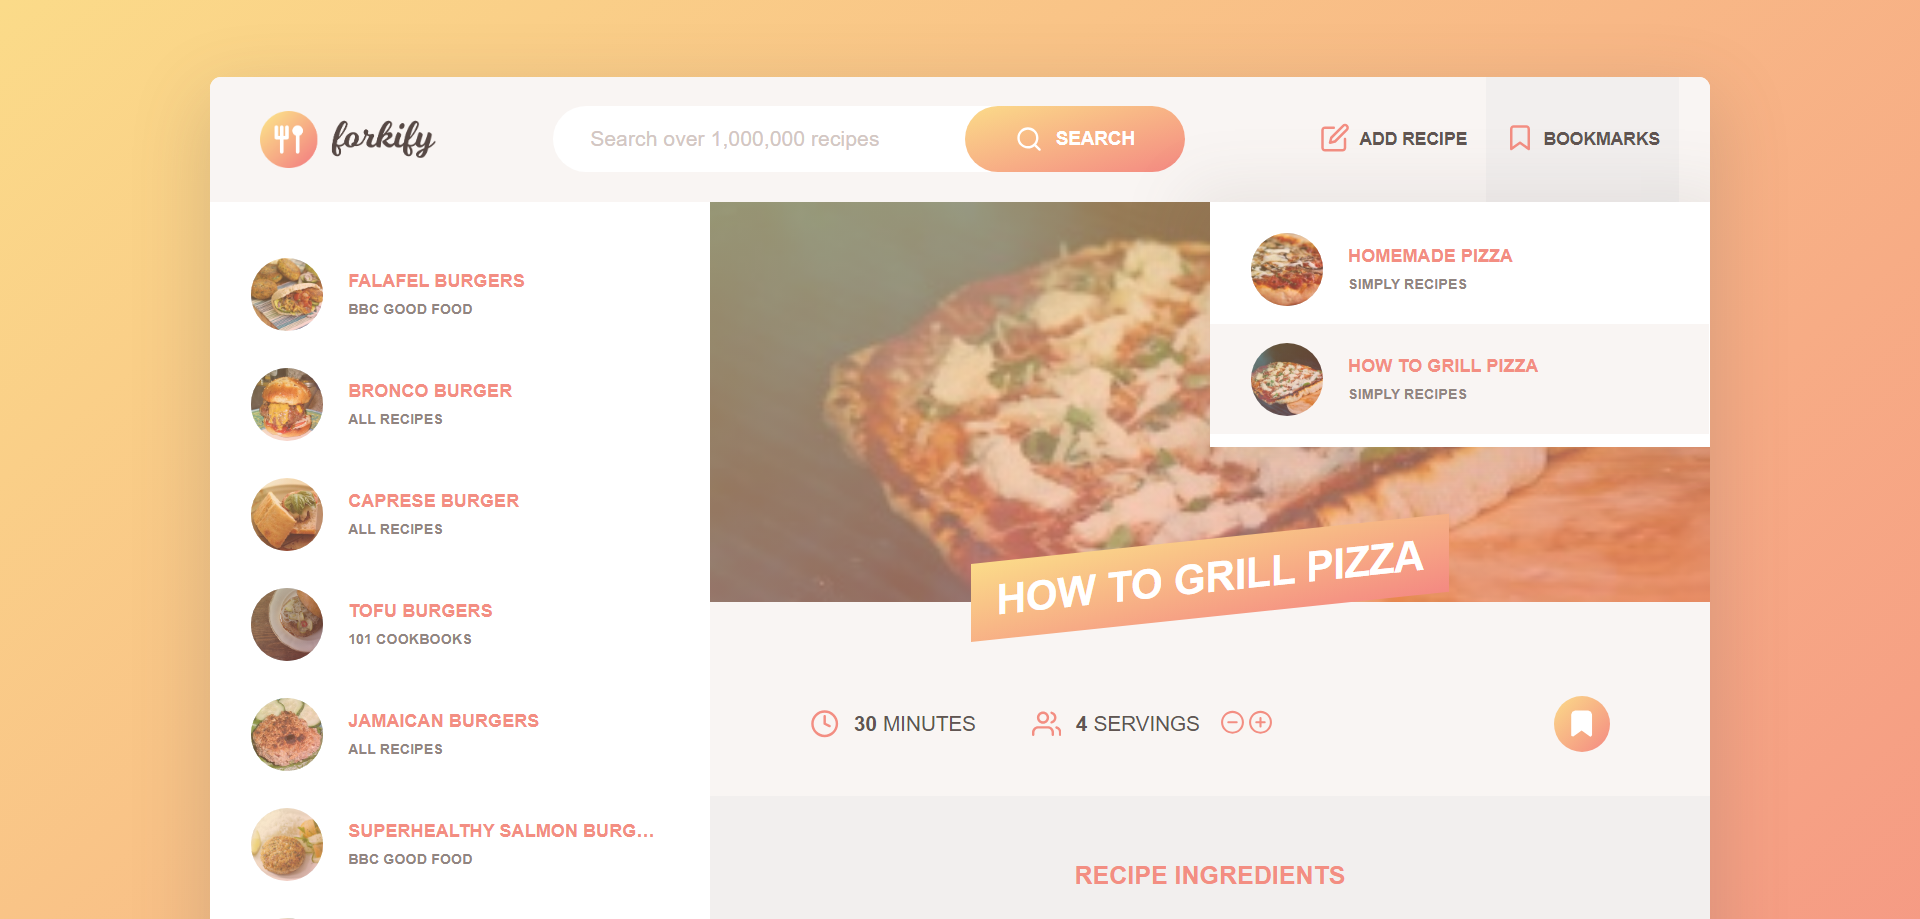 forkify
Search over 1,000,000 recipes
SEARCH
ADD RECIPE
BOOKMARKS
FALAFEL BURGERS
BBC GOOD FOOD
BRONCO BURGER
ALL RECIPES
CAPRESE BURGER
ALL RECIPES
TOFU BURGERS
101 COOKBOOKS
JAMAICAN BURGERS
ALL RECIPES
SUPERHEALTHY SALMON BURG...
BBC GOOD FOOD
HOMEMADE PIZZA
SIMPLY RECIPES
HOW TO GRILL PIZZA
SIMPLY RECIPES
HOW TO GRILL PIZZA
30 MINUTES
4 SERVINGS
RECIPE INGREDIENTS